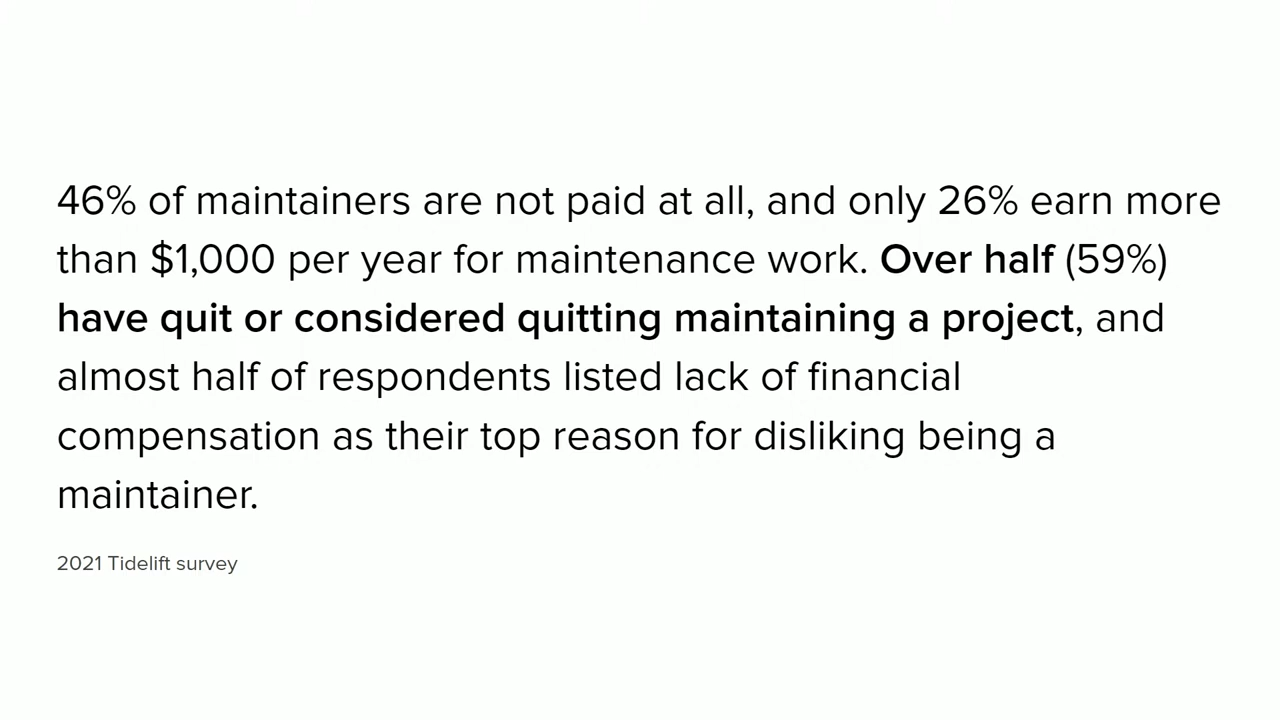 46% of maintainers are not paid at all, and only 26% earn more
than $1,000 per year for maintenance work. Over half (59%)
have quit or considered quitting maintaining a project, and
almost half of respondents listed lack of financial
compensation as their top reason for disliking being a
maintainer.
2021 Tidelift survey